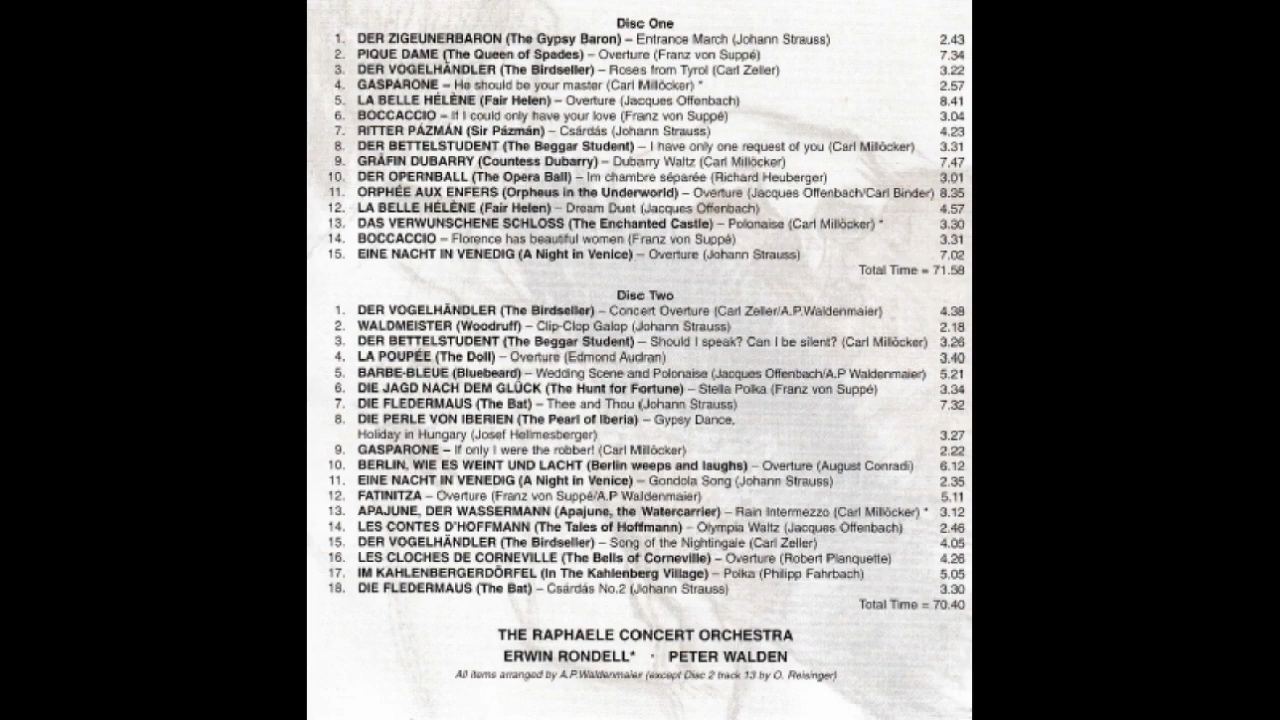 Disc One
1. DER ZIGEUNERBARON (The Gypsy Baron) – Entrance March (Johann Strauss) 2.43
2. PIQUE DAME (The Queen of Spades) – Overture (Franz von Suppé) 7.34
3. DER VOGELHÄNDLER (The Birdseller) – Roses from Tyrol (Carl Zeller) 3.22
4. GASPARONE – He should be your master (Carl Millöcker) * 2.57
5. LA BELLE HÉLÈNE (Fair Helen) – Overture (Jacques Offenbach) 8.41
6. BOCCACCIO – If I could only have your love (Franz von Suppé) 3.04
7. RITTER PÁZMÁN (Sir Pázmán) – Csárdás (Johann Strauss) 4.23
8. DER BETTELSTUDENT (The Beggar Student) – I have only one request of you (Carl Millöcker) 3.31
9. GRÄFIN DUBARRY (Countess Dubarry) – Dubarry Waltz (Carl Millöcker) 7.47
10. DER OPERNBALL (The Opera Ball) – Im chambre séparée (Richard Heuberger) 3.01
11. ORPHÉE AUX ENFERS (Orpheus in the Underworld) – Overture (Jacques Offenbach/Carl Binder) 8.35
12. LA BELLE HÉLÈNE (Fair Helen) – Dream Duet (Jacques Offenbach) 4.57
13. DAS VERWUNSCHENE SCHLOSS (The Enchanted Castle) – Polonaise (Carl Millöcker) * 3.30
14. BOCCACCIO – Florence has beautiful women (Franz von Suppé) 3.31
15. EINE NACHT IN VENEDIG (A Night in Venice) – Overture (Johann Strauss) 7.02
Total Time = 71.58
Disc Two
1. DER VOGELHÄNDLER (The Birdseller) – Concert Overture (Carl Zeller/A.P.Waldenmaier) 4.38
2. WALDMEISTER (Woodruff) – Clip-Clop Galop (Johann Strauss) 2.18
3. DER BETTELSTUDENT (The Beggar Student) – Should I speak? Can I be silent? (Carl Millöcker) 3.26
4. LA POUPÉE (The Doll) – Overture (Edmond Audran) 3.40
5. BARBE-BLEUE (Bluebeard) – Wedding Scene and Polonaise (Jacques Offenbach/A.P Waldenmaier) 5.21
6. DIE JAGD NACH DEM GLÜCK (The Hunt for Fortune) – Stella Polka (Franz von Suppé) 3.34
7. DIE FLEDERMAUS (The Bat) – Thee and Thou (Johann Strauss) 7.32
8. DIE PERLE VON IBERIEN (The Pearl of Iberia) – Gypsy Dance,
Holiday in Hungary (Josef Hellmesberger) 3.27
9. GASPARONE – If only I were the robber! (Carl Millöcker) 2.22
10. BERLIN, WIE ES WEINT UND LACHT (Berlin weeps and laughs) – Overture (August Conradi) 6.12
11. EINE NACHT IN VENEDIG (A Night in Venice) – Gondola Song (Johann Strauss) 2.35
12. FATINITZA – Overture (Franz von Suppé/A.P Waldenmaier) 5.11
13. APAJUNE, DER WASSERMANN (Apajune, the Watercarrier) – Rain Intermezzo (Carl Millöcker) * 3.12
14. LES CONTES D'HOFFMANN (The Tales of Hoffmann) – Olympia Waltz (Jacques Offenbach) 2.46
15. DER VOGELHÄNDLER (The Birdseller) – Song of the Nightingale (Carl Zeller) 4.05
16. LES CLOCHES DE CORNEVILLE (The Bells of Corneville) – Overture (Robert Planquette) 4.26
17. IM KAHLENBERGERDÖRFEL (In The Kahlenberg Village) – Polka (Philipp Fahrbach) 5.05
18. DIE FLEDERMAUS (The Bat) – Csárdás No.2 (Johann Strauss) 3.30
Total Time = 70.40
THE RAPHAELE CONCERT ORCHESTRA
ERWIN RONDELL* · PETER WALDEN
All items arranged by A.P.Waldenmaier (except Disc 2 track 13 by O. Reisinger)